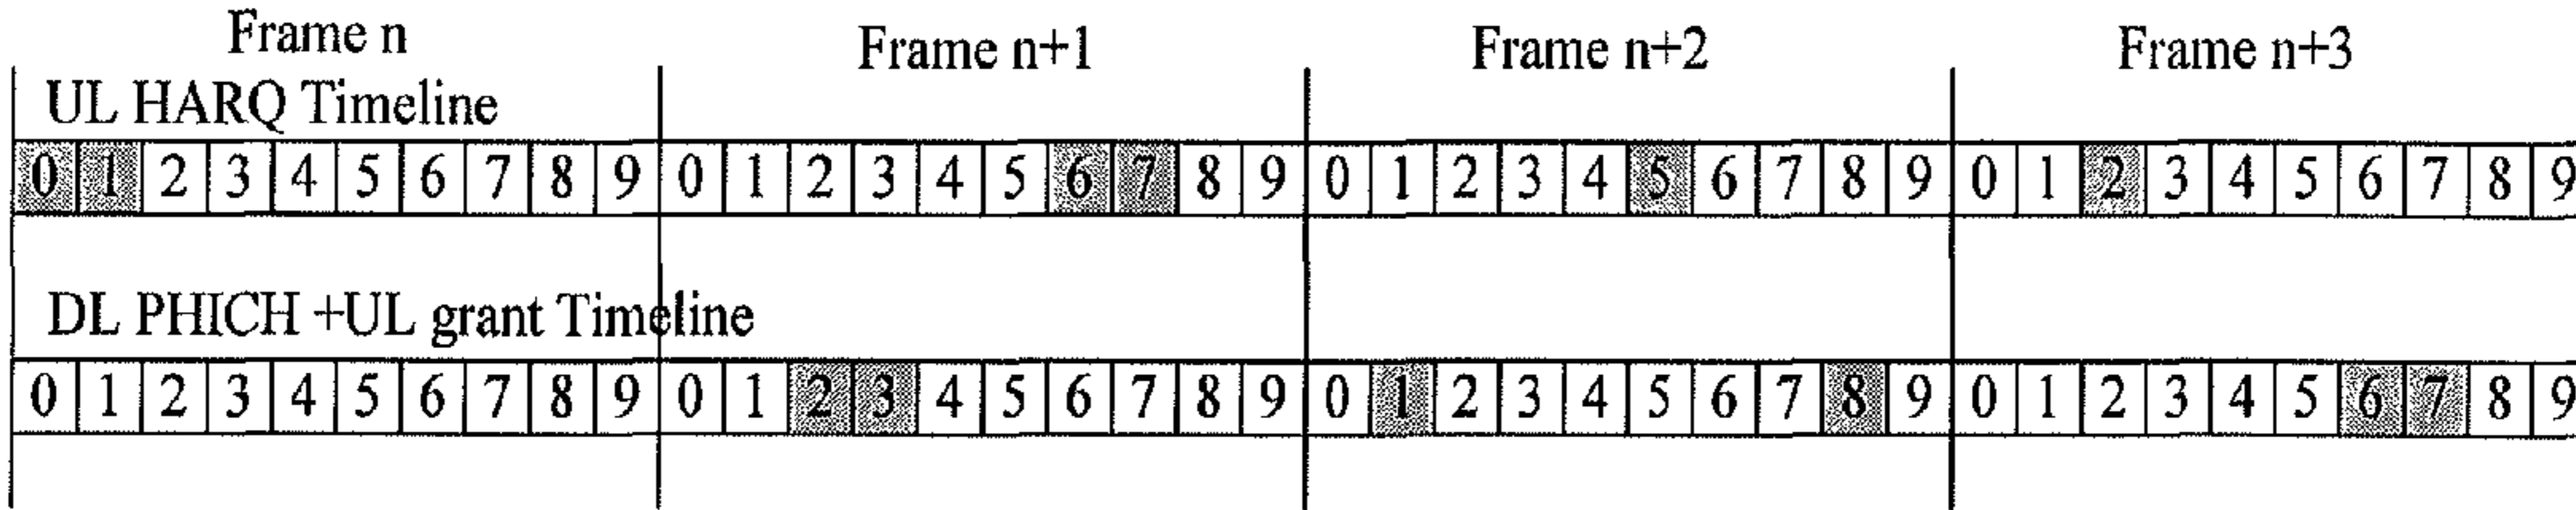 Frame n Frame n+1 Frame n+2 Frame n+3
UL HARQ Timeline
0 1 2 3 4 5 6 7 8 9 0 1 2 3 4 5 6 7 8 9 0 1 2 3 4 5 6 7 8 9 0 1 2 3 4 5 6 7 8 9
DL PHICH +UL grant Timeline
0 1 2 3 4 5 6 7 8 9 0 1 2 3 4 5 6 7 8 9 0 1 2 3 4 5 6 7 8 9 0 1 2 3 4 5 6 7 8 9